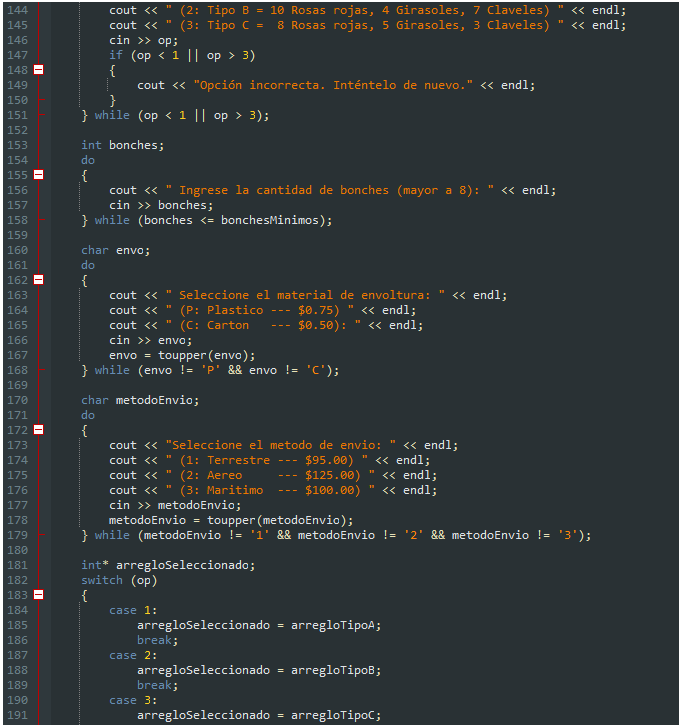 144 cout << " (2: Tipo B = 10 Rosas rojas, 4 Girasoles, 7 Claveles) " << endl;
145 cout << " (3: Tipo C =  8 Rosas rojas, 5 Girasoles, 3 Claveles) " << endl;
146 cin >> op;
147 if (op < 1 || op > 3)
148 {
149 cout << "Opción incorrecta. Inténtelo de nuevo." << endl;
150 }
151 } while (op < 1 || op > 3);
152
153 int bonches;
154 do
155 {
156 cout << " Ingrese la cantidad de bonches (mayor a 8): " << endl;
157 cin >> bonches;
158 } while (bonches <= bonchesMinimos);
159
160 char envo;
161 do
162 {
163 cout << " Seleccione el material de envoltura: " << endl;
164 cout << " (P: Plastico --- $0.75) " << endl;
165 cout << " (C: Carton   --- $0.50): " << endl;
166 cin >> envo;
167 envo = toupper(envo);
168 } while (envo != 'P' && envo != 'C');
169
170 char metodoEnvio;
171 do
172 {
173 cout << "Seleccione el metodo de envio: " << endl;
174 cout << " (1: Terrestre --- $95.00) " << endl;
175 cout << " (2: Aereo     --- $125.00) " << endl;
176 cout << " (3: Maritimo  --- $100.00) " << endl;
177 cin >> metodoEnvio;
178 metodoEnvio = toupper(metodoEnvio);
179 } while (metodoEnvio != '1' && metodoEnvio != '2' && metodoEnvio != '3');
180
181 int* arregloSeleccionado;
182 switch (op)
183 {
184 case 1:
185 arregloSeleccionado = arregloTipoA;
186 break;
187 case 2:
188 arregloSeleccionado = arregloTipoB;
189 break;
190 case 3:
191 arregloSeleccionado = arregloTipoC;